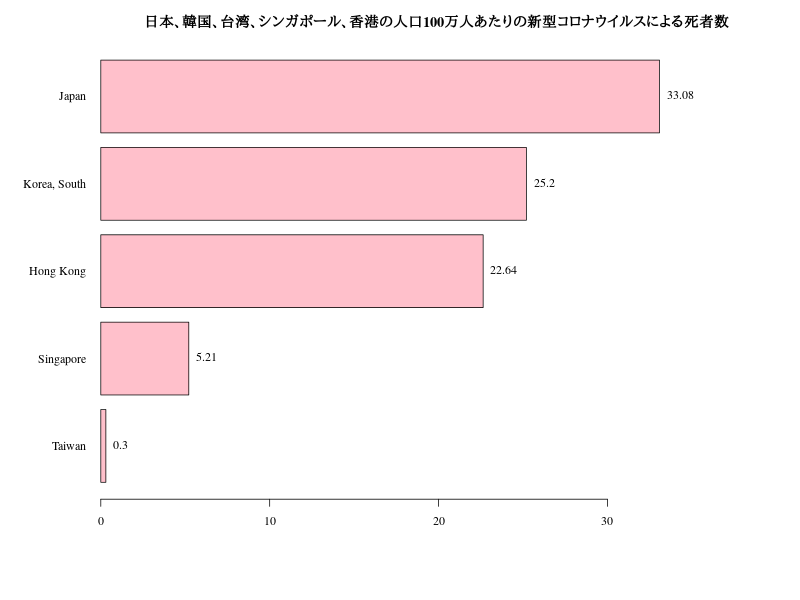 日本、韓国、台湾、シンガポール、香港の人口100万人あたりの新型コロナウイルスによる死者数
Japan 33.08
Korea, South 25.2
Hong Kong 22.64
Singapore 5.21
Taiwan 0.3
0 10 20 30